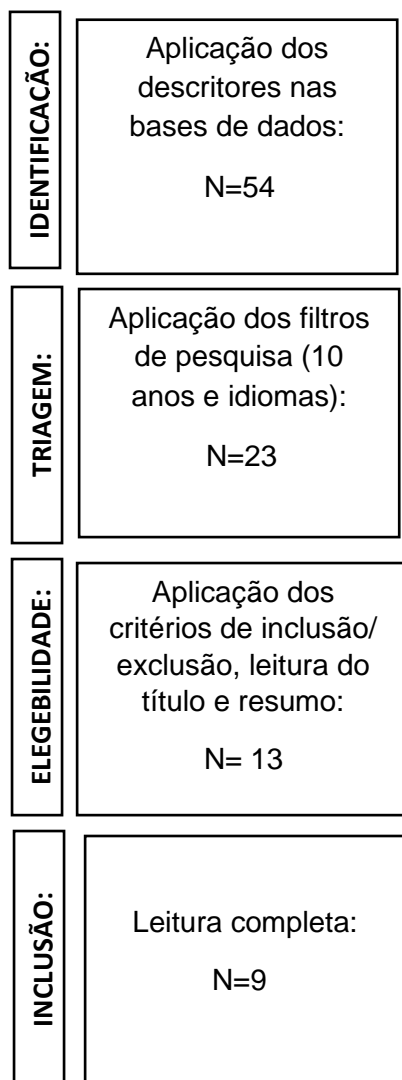 IDENTIFICAÇÃO:
Aplicação dos
descritores nas
bases de dados:
N=54
TRIAGEM:
Aplicação dos filtros
de pesquisa (10
anos e idiomas):
N=23
ELEGEBILIDADE:
Aplicação dos
critérios de inclusão/
exclusão, leitura do
título e resumo:
N= 13
INCLUSÃO:
Leitura completa:
N=9